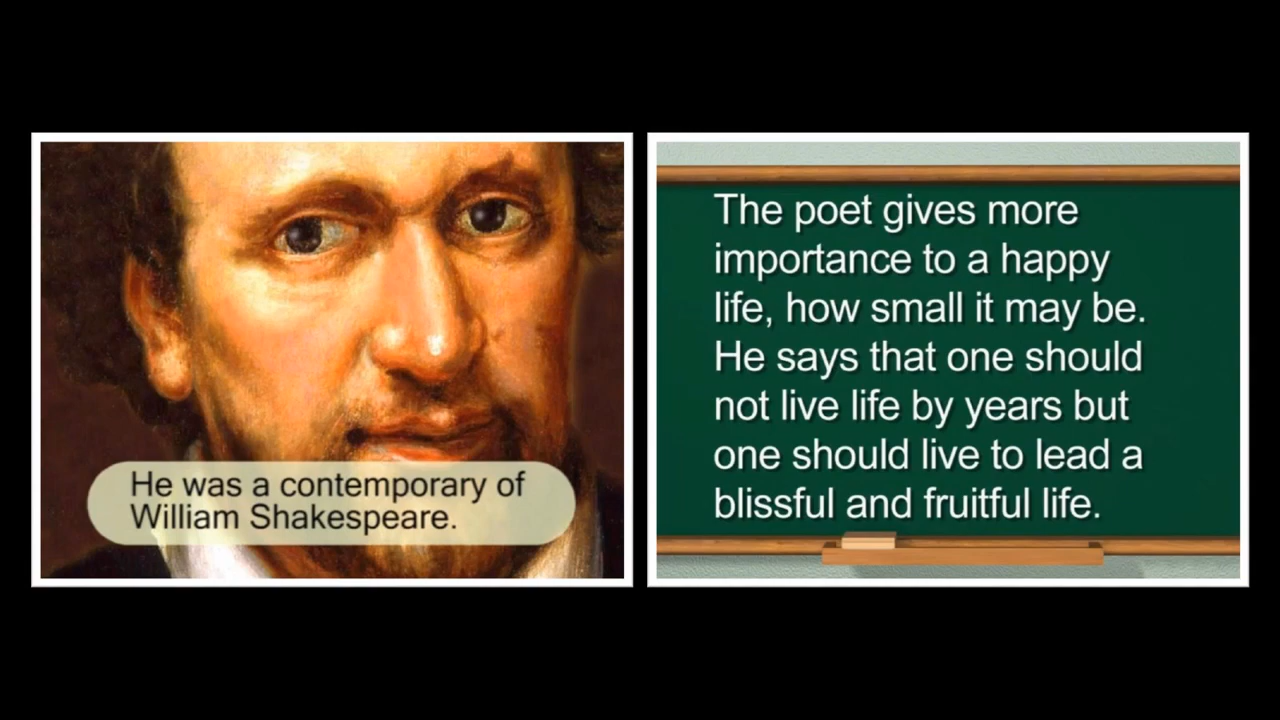 He was a contemporary of
William Shakespeare.
The poet gives more
importance to a happy
life, how small it may be.
He says that one should
not live life by years but
one should live to lead a
blissful and fruitful life.